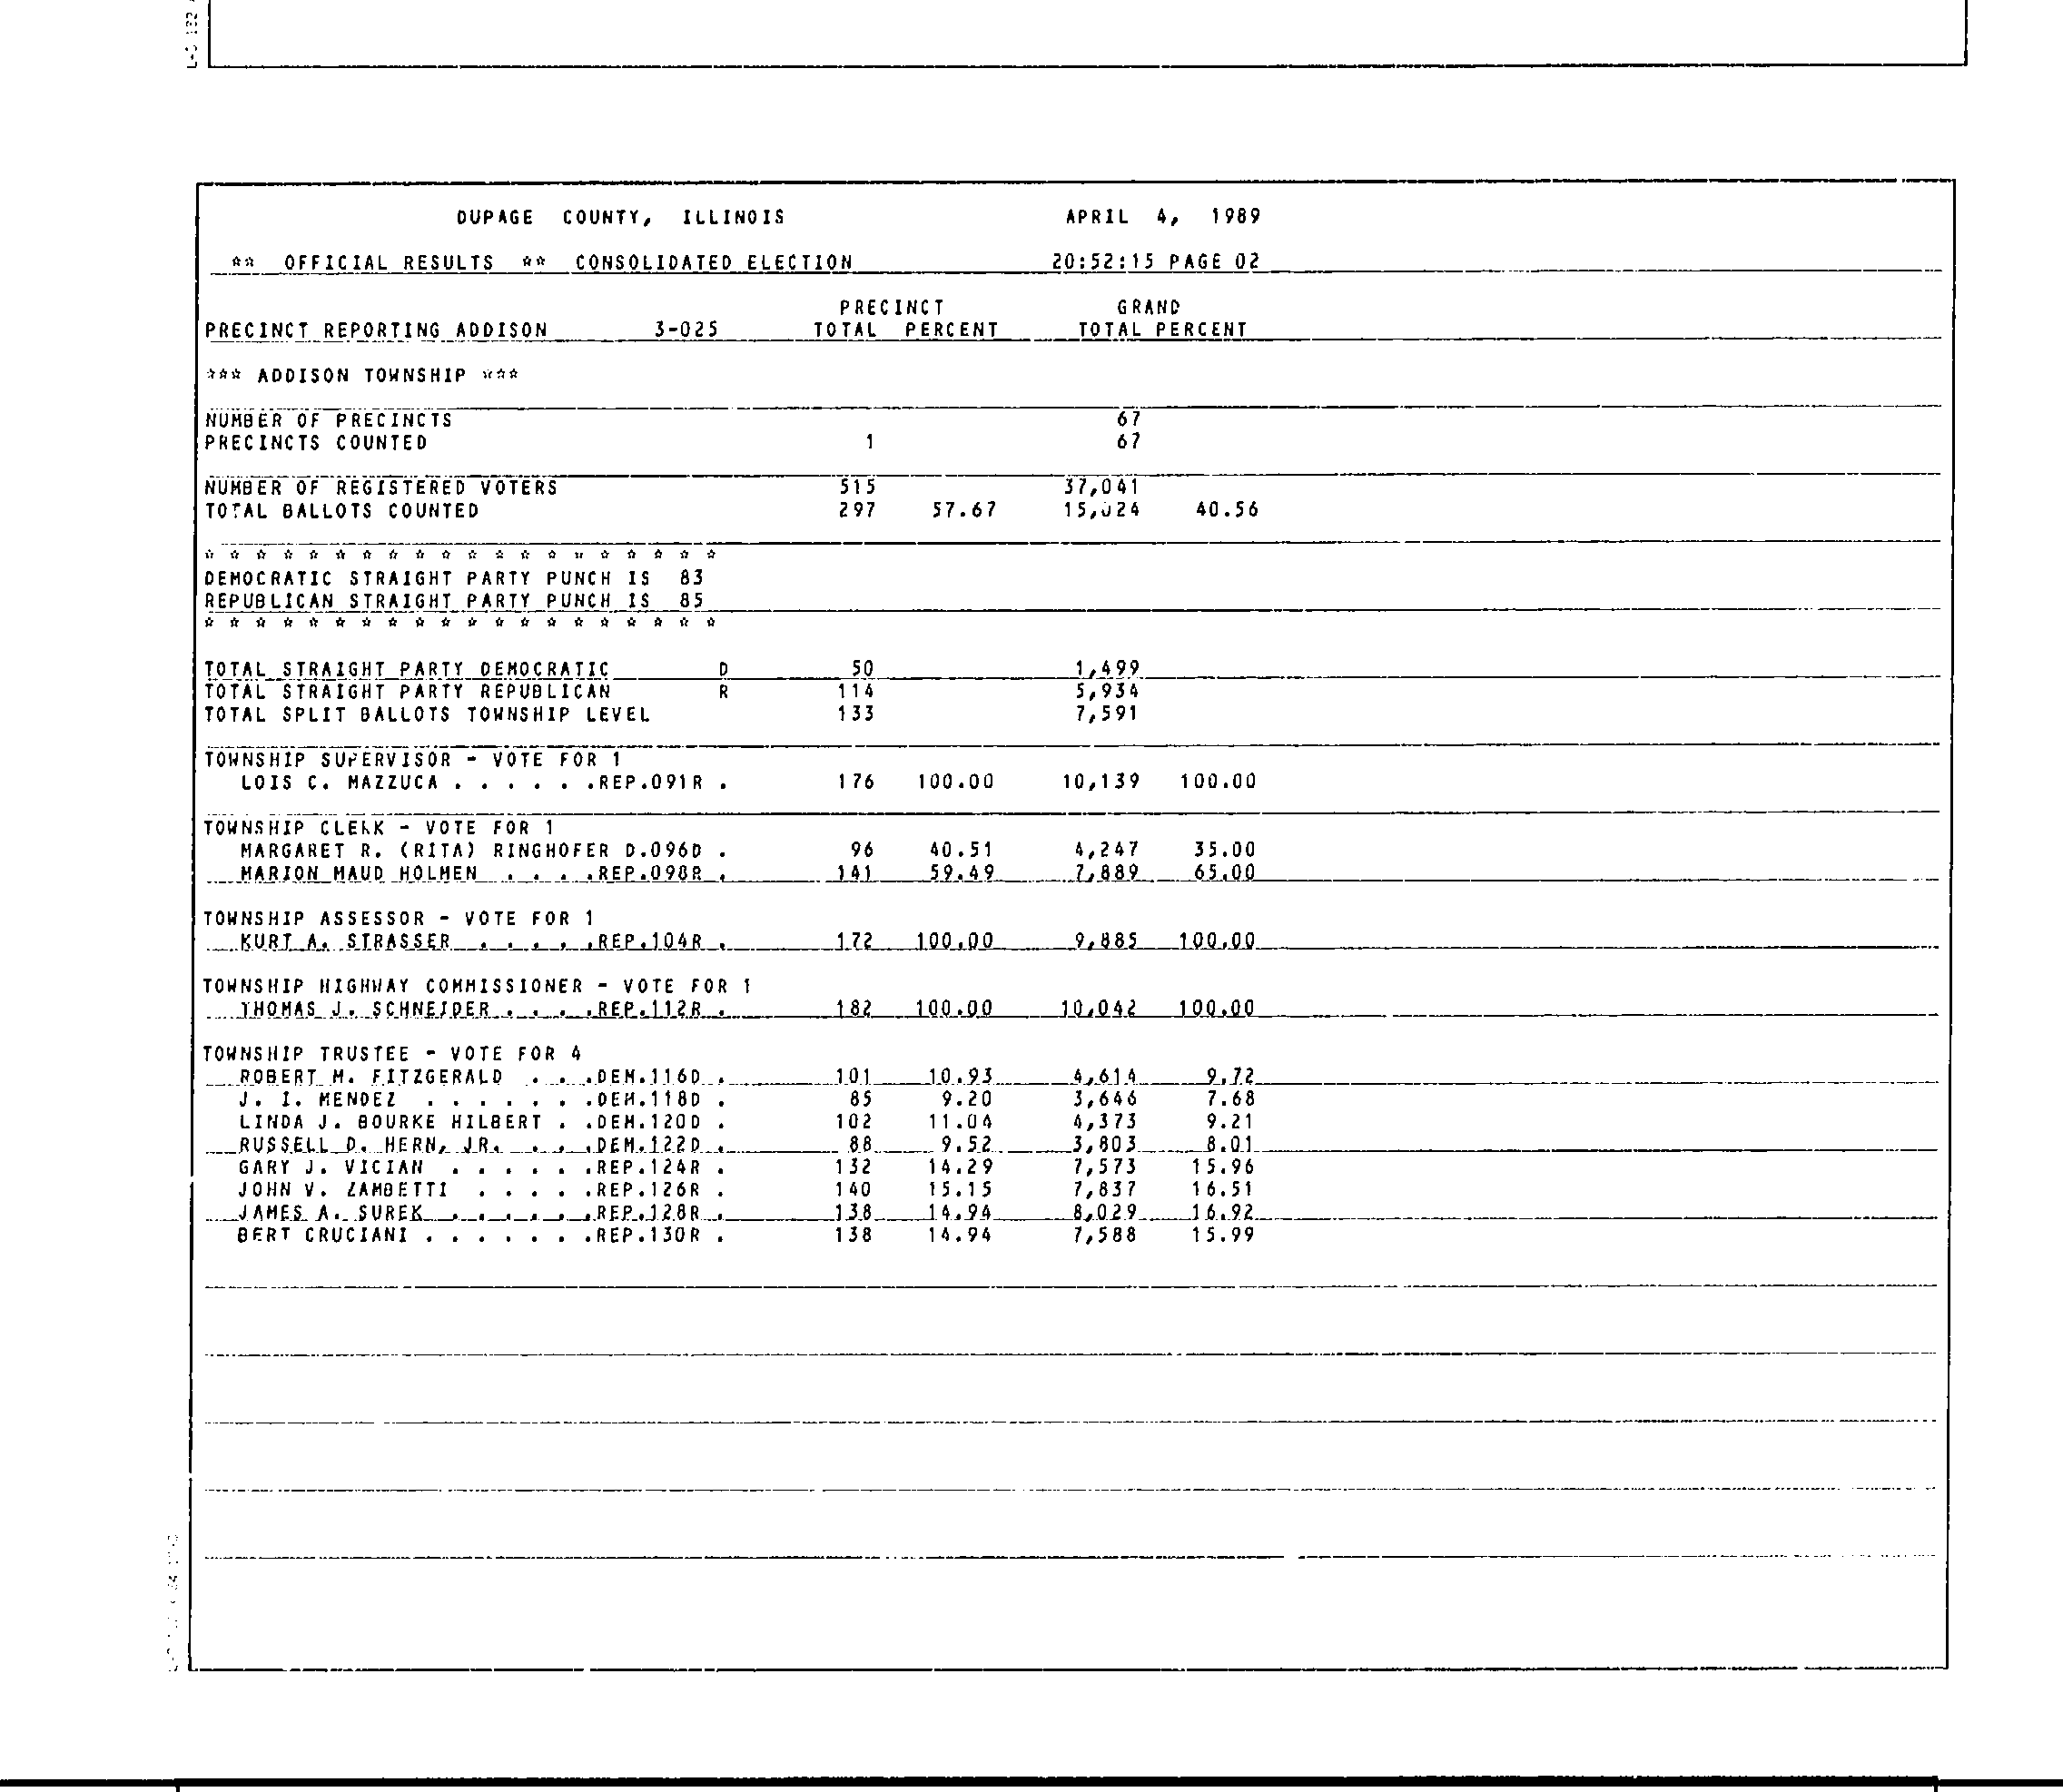 DUPAGE COUNTY, ILLINOIS APRIL 4, 1989
** OFFICIAL RESULTS ** CONSOLIDATED ELECTION 20:52:15 PAGE 02
PRECINCT GRAND
PRECINCT REPORTING ADDISON 3-025 TOTAL PERCENT TOTAL PERCENT
*** ADDISON TOWNSHIP ***
NUMBER OF PRECINCTS 67
PRECINCTS COUNTED 1 67
NUMBER OF REGISTERED VOTERS 515 37,041
TOTAL BALLOTS COUNTED 297 57.67 15,024 40.56
* * * * * * * * * * * * * * * * * * * *
DEMOCRATIC STRAIGHT PARTY PUNCH IS 83
REPUBLICAN STRAIGHT PARTY PUNCH IS 85
* * * * * * * * * * * * * * * * * * * *
TOTAL STRAIGHT PARTY DEMOCRATIC D 50 1,499
TOTAL STRAIGHT PARTY REPUBLICAN R 114 5,934
TOTAL SPLIT BALLOTS TOWNSHIP LEVEL 133 7,591
TOWNSHIP SUPERVISOR - VOTE FOR 1
LOIS C. MAZZUCA . . . . . .REP.091R . 176 100.00 10,139 100.00
TOWNSHIP CLERK - VOTE FOR 1
MARGARET R. (RITA) RINGHOFER D.096D . 96 40.51 4,247 35.00
MARION MAUD HOLMEN . . . .REP.098R . 141 59.49 7,889 65.00
TOWNSHIP ASSESSOR - VOTE FOR 1
KURT A. STRASSER . . . . .REP.104R . 172 100.00 9,885 100.00
TOWNSHIP HIGHWAY COMMISSIONER - VOTE FOR 1
THOMAS J. SCHNEIDER . . . .REP.112R . 182 100.00 10,042 100.00
TOWNSHIP TRUSTEE - VOTE FOR 4
ROBERT M. FITZGERALD . . .DEM.116D . 101 10.93 4,614 9.72
J. I. MENDEZ . . . . . . .DEM.118D . 85 9.20 3,646 7.68
LINDA J. BOURKE HILBERT . .DEM.120D . 102 11.04 4,373 9.21
RUSSELL D. HERN, JR. . . .DEM.122D . 88 9.52 3,803 8.01
GARY J. VICIAN . . . . . .REP.124R . 132 14.29 7,573 15.96
JOHN V. ZAMBETTI . . . . .REP.126R . 140 15.15 7,837 16.51
JAMES A. SUREK . . . . . .REP.128R . 138 14.94 8,029 16.92
BERT CRUCIANI . . . . . . .REP.130R . 138 14.94 7,588 15.99